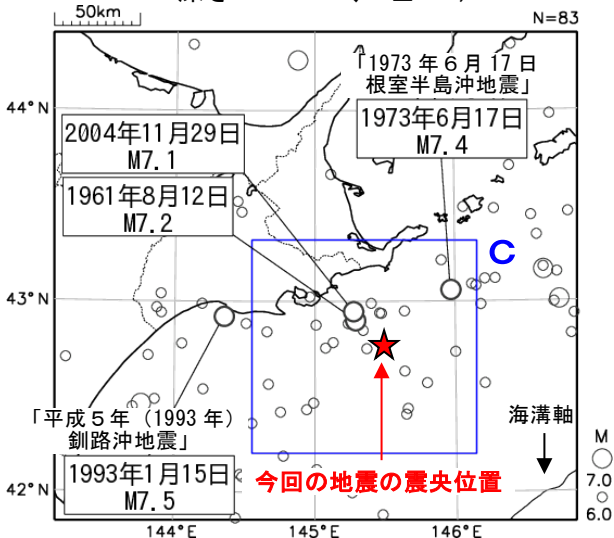 50km
N=83
「1973年6月17日
根室半島沖地震」
1973年6月17日
M7.4
44°N
2004年11月29日
M7.1
1961年8月12日
M7.2
C
43°N
「平成5年（1993年）
釧路沖地震」
1993年1月15日
M7.5
今回の地震の震央位置
海溝軸
M
7.0
6.0
42°N
144°E
145°E
146°E